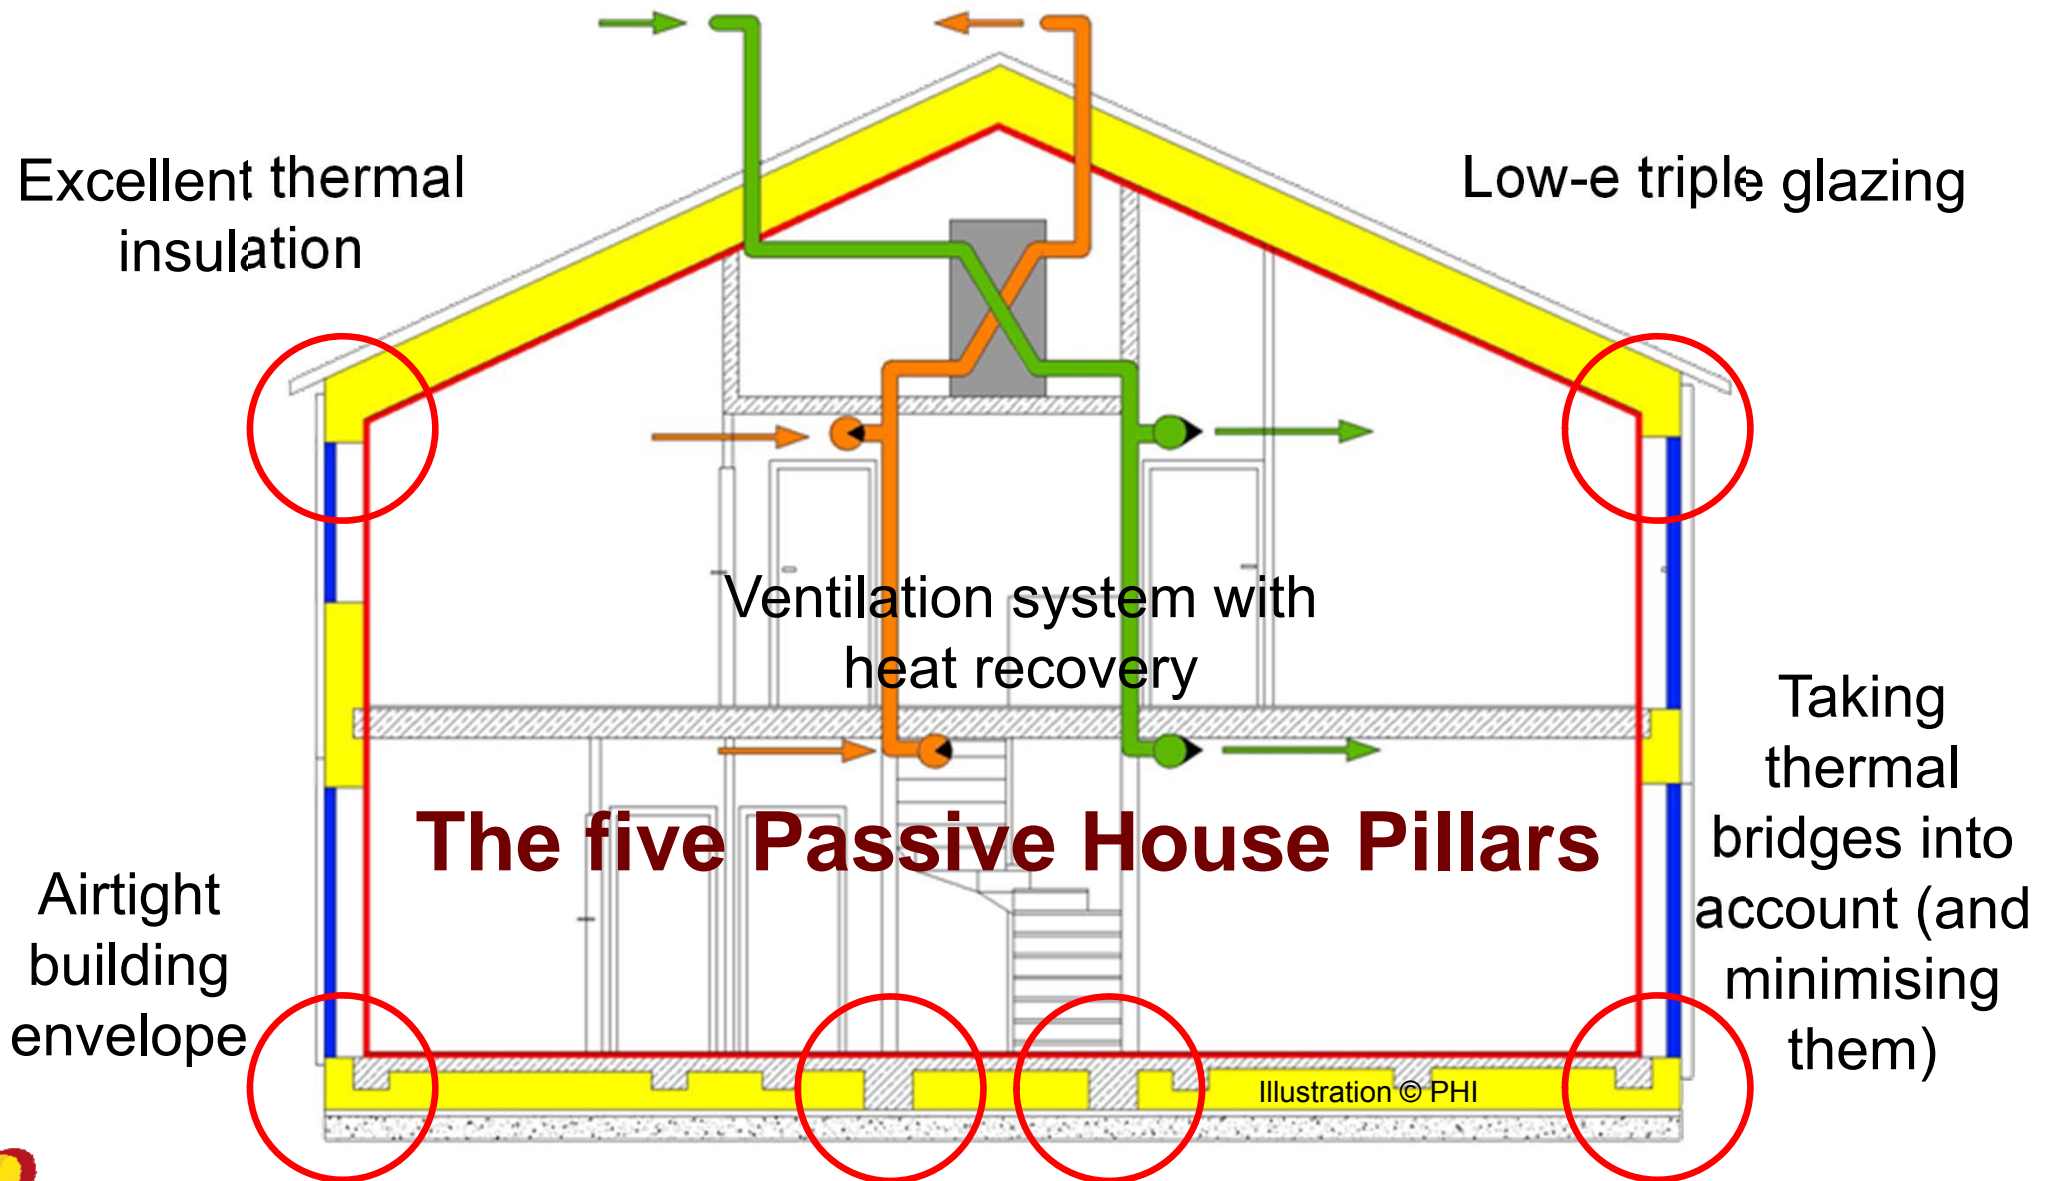 Excellent thermal
insulation
Low-e triple glazing
Ventilation system with
heat recovery
The five Passive House Pillars
Airtight
building
envelope
Taking
thermal
bridges into
account (and
minimising
them)
Illustration © PHI